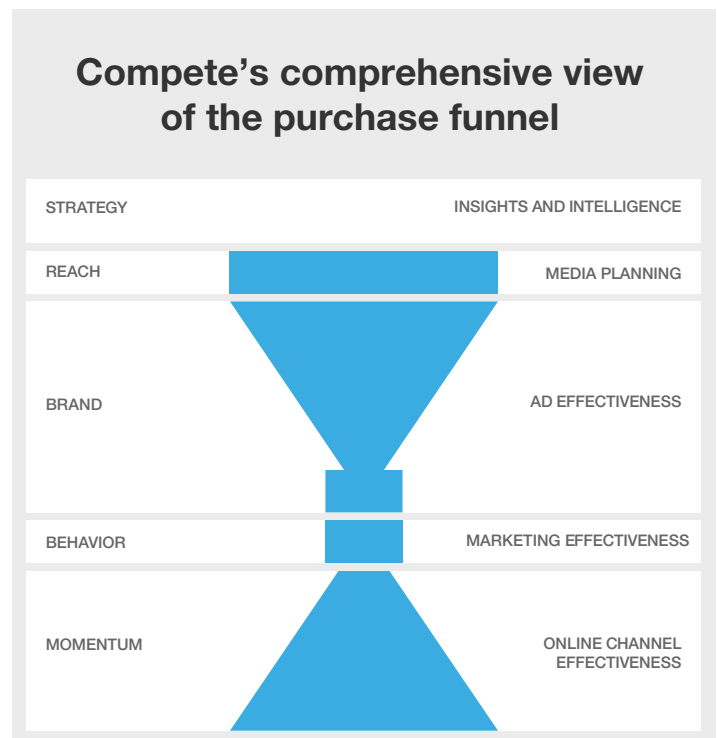 Compete’s comprehensive view
of the purchase funnel
STRATEGY
INSIGHTS AND INTELLIGENCE
REACH
MEDIA PLANNING
BRAND
AD EFFECTIVENESS
BEHAVIOR
MARKETING EFFECTIVENESS
MOMENTUM
ONLINE CHANNEL
EFFECTIVENESS